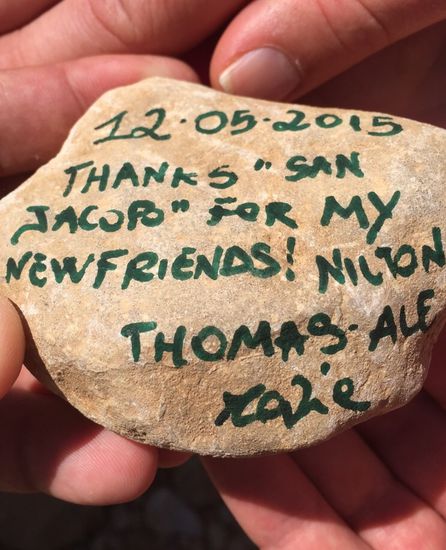 12.05.2015
THANKS "SAN
JACOPO" FOR MY
NEWFRIENDS! NILTON
THOMAS-ALE